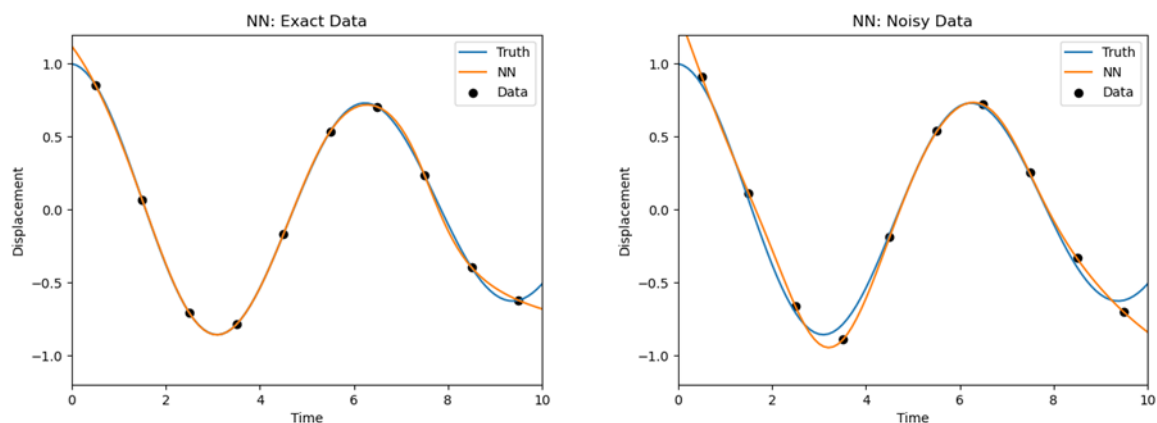 NN: Exact Data
Truth
NN
Data
1.0
0.5
0.0
−0.5
−1.0
Displacement
0 2 4 6 8 10
Time
NN: Noisy Data
Truth
NN
Data
1.0
0.5
0.0
−0.5
−1.0
Displacement
0 2 4 6 8 10
Time